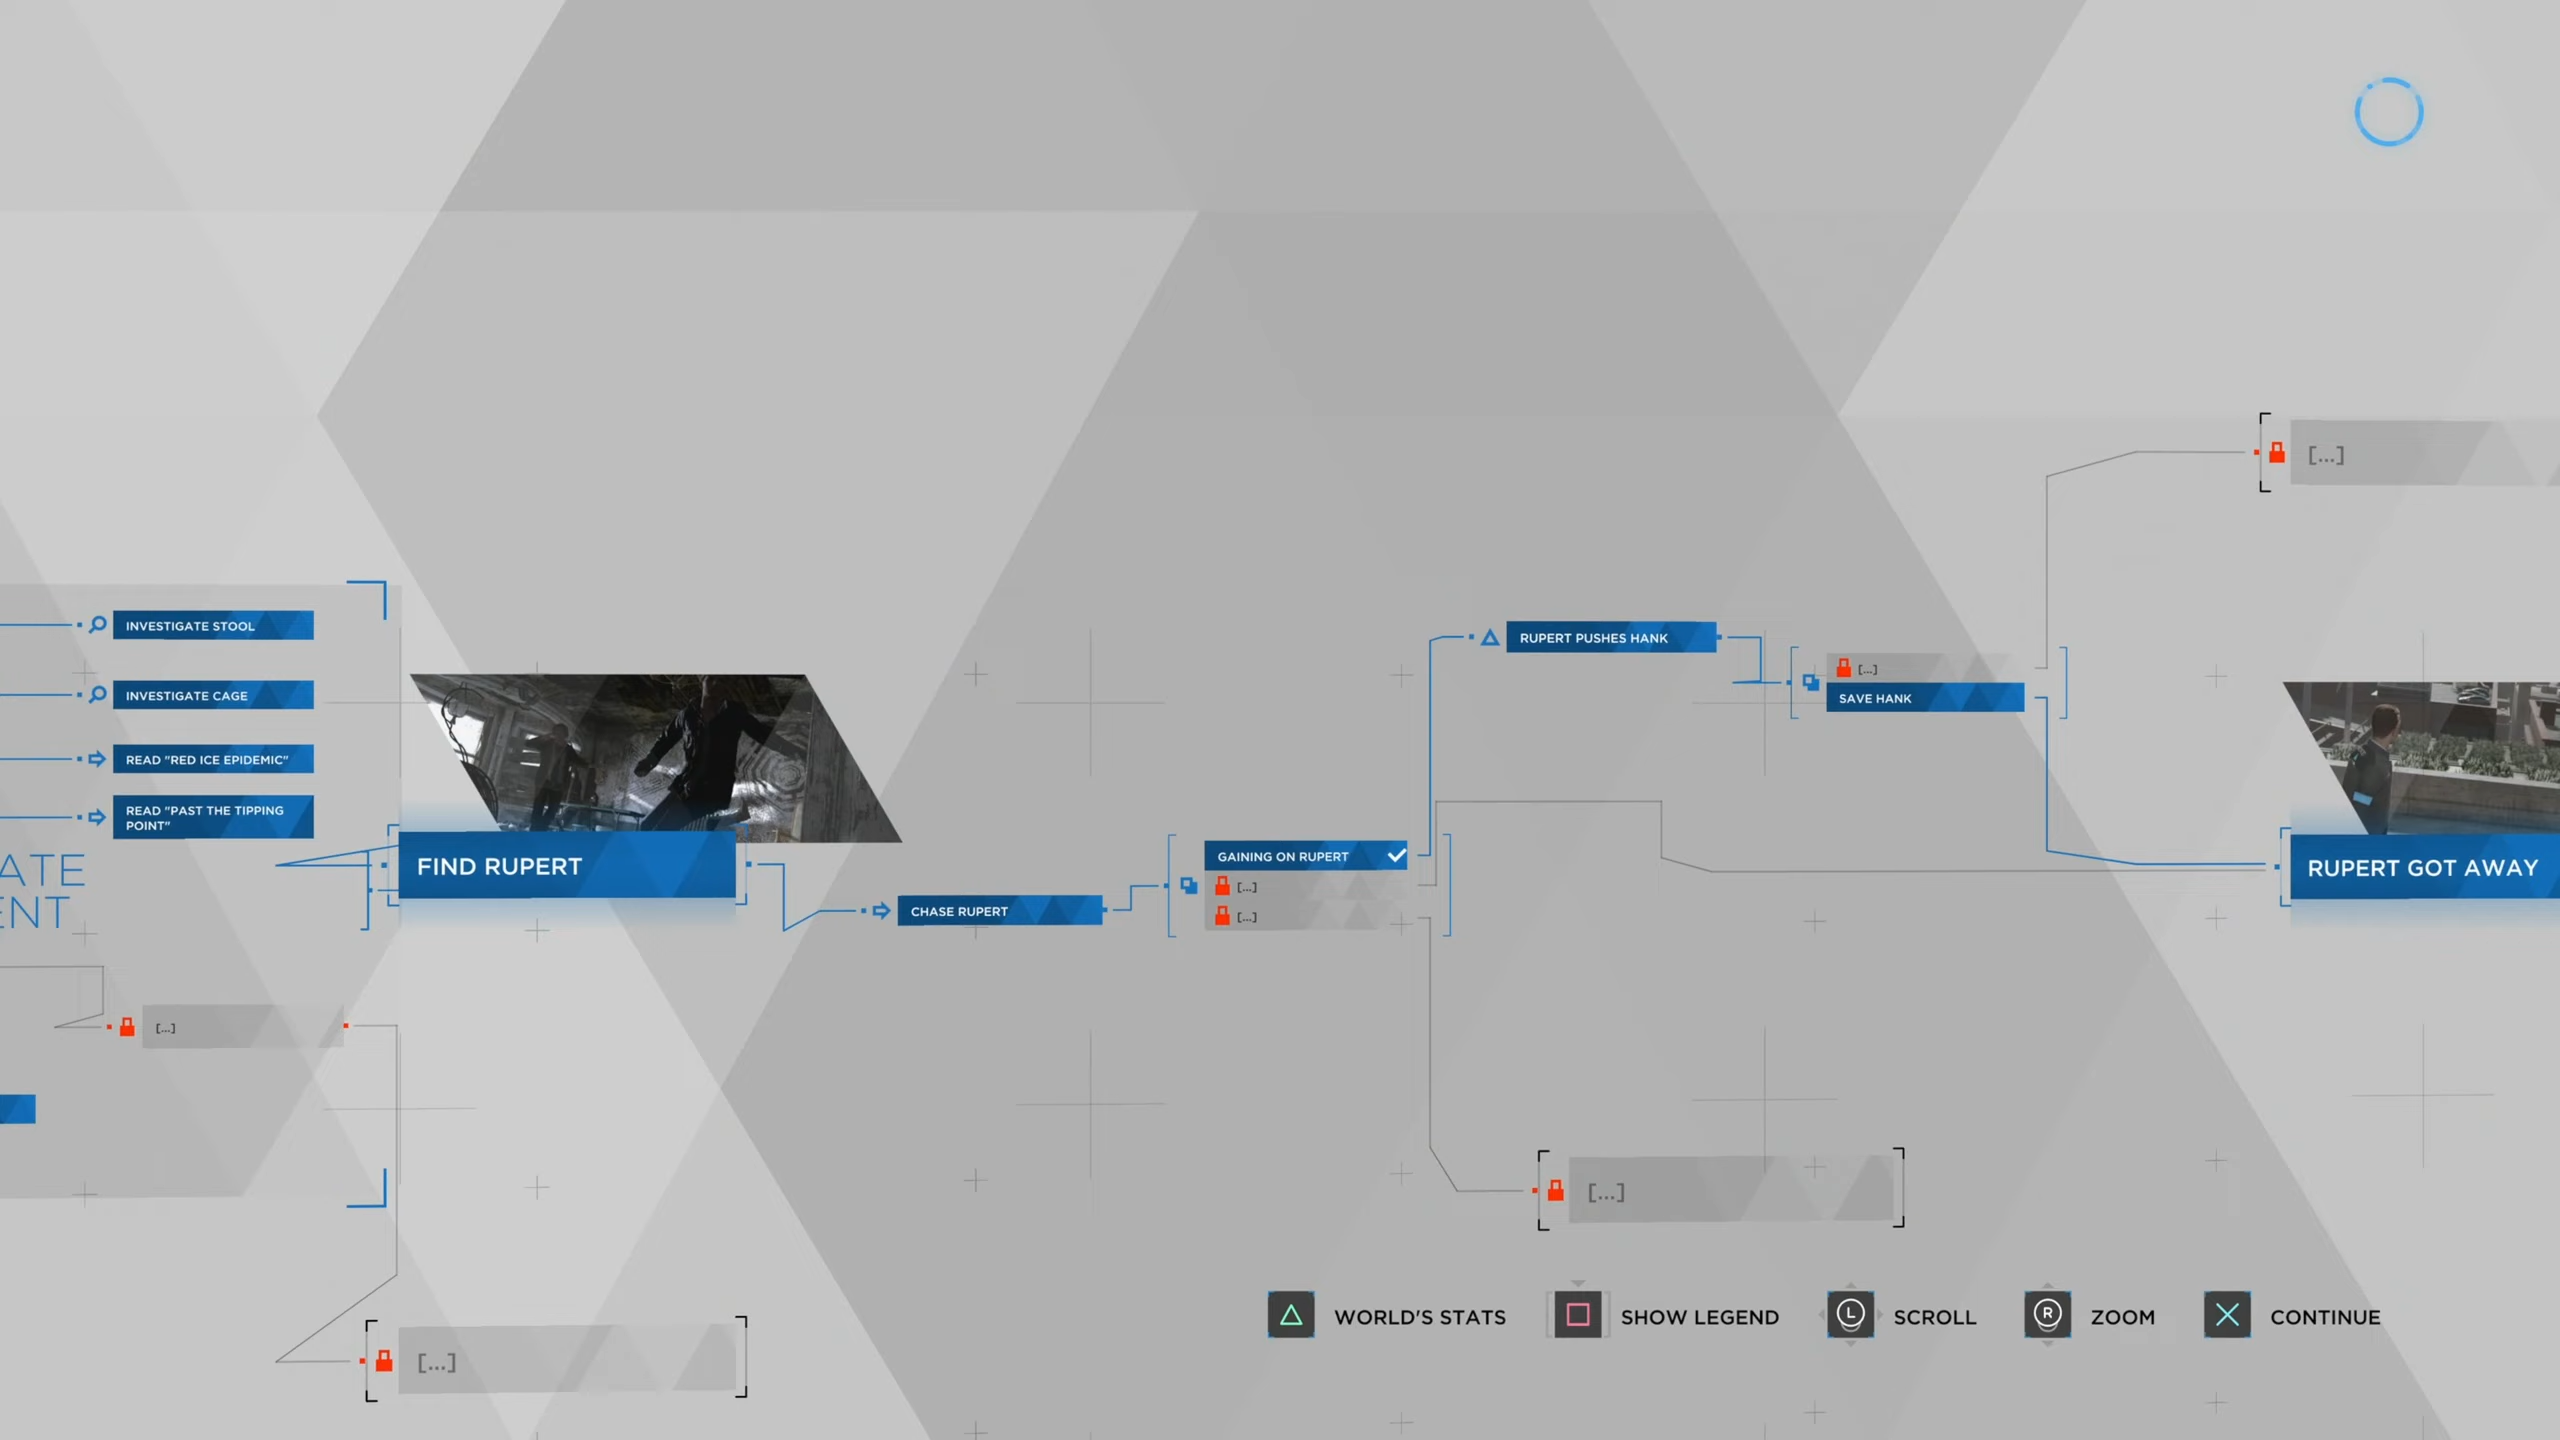 INVESTIGATE STOOL
INVESTIGATE CAGE
READ "RED ICE EPIDEMIC"
READ "PAST THE TIPPING
POINT"
ATE
ENT
[...]
FIND RUPERT
[...]
CHASE RUPERT
GAINING ON RUPERT
[...]
[...]
RUPERT PUSHES HANK
[...]
SAVE HANK
[...]
[...]
RUPERT GOT AWAY
WORLD'S STATS
SHOW LEGEND
L
SCROLL
R
ZOOM
CONTINUE